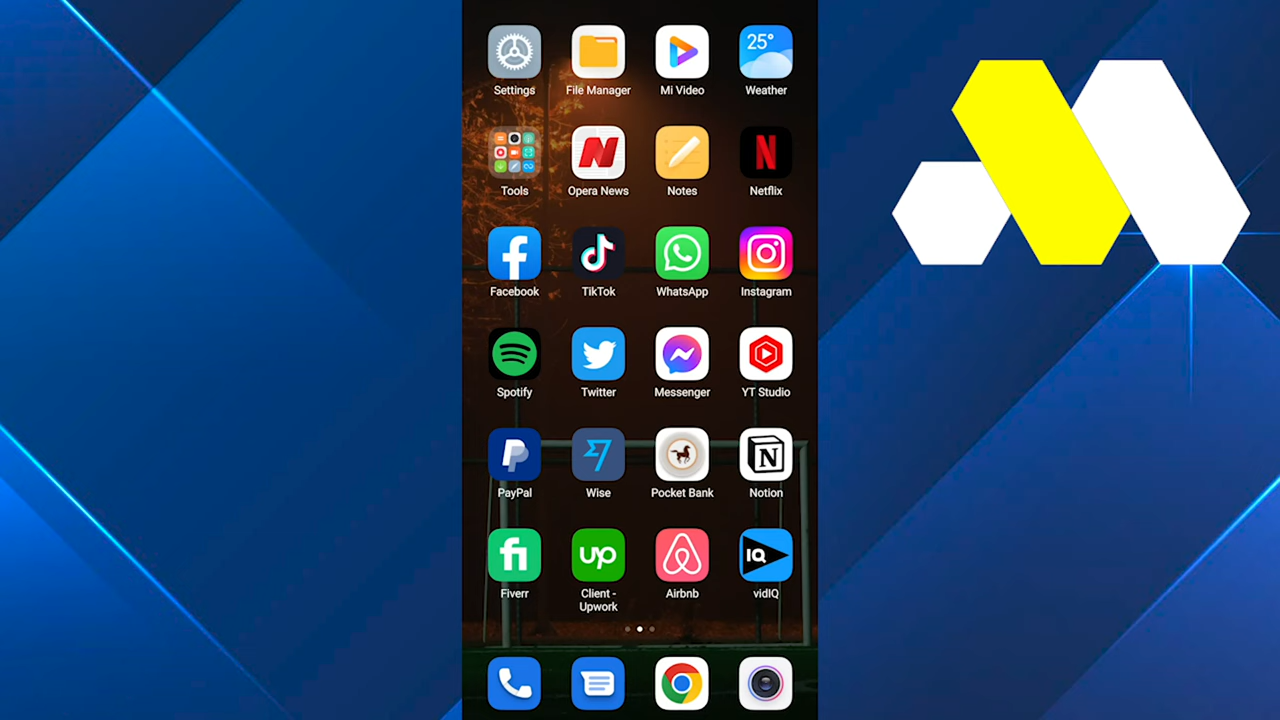 Settings
File Manager
Mi Video
25°
Weather
Tools
Opera News
Notes
Netflix
Facebook
TikTok
WhatsApp
Instagram
Spotify
Twitter
Messenger
YT Studio
PayPal
Wise
Pocket Bank
N
Notion
fi
up
IQ
Fiverr
Client -
Upwork
Airbnb
vidIQ